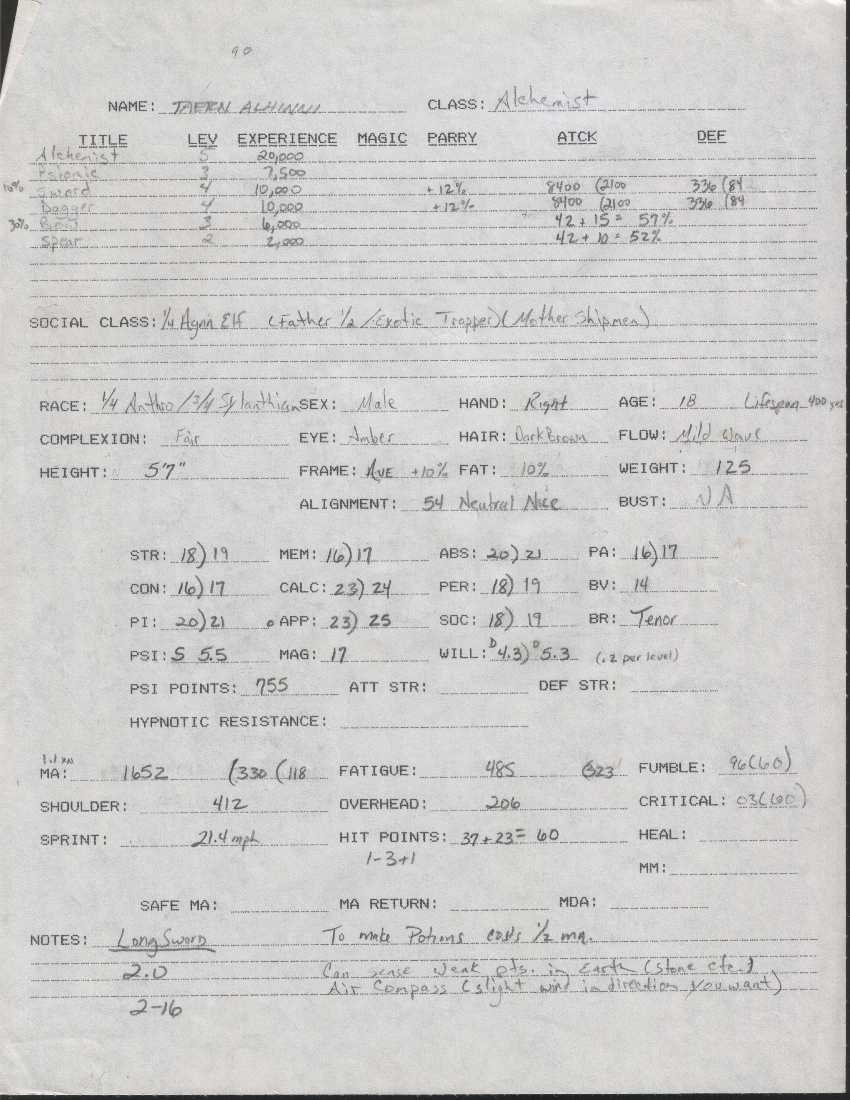 90
NAME: TAERN ALHINNI CLASS: Alchemist
TITLE LEV EXPERIENCE MAGIC PARRY ATCK DEF
Alchemist 5 20,000
Psionic 3 7,500
10% Sword 4 10,000 +12% 8400 (2100 336 (84
Dagger 4 10,000 +12% 8400 (2100 336 (84
30% Bow 3 6,000 42 + 15 = 57%
Spear 2 2,000 42 + 10 = 52%
SOCIAL CLASS: 1/4 Aynn Elf (Father 1/2 / Exotic Trapper) (Mother Shipmen)
RACE: 1/4 Anthro / 3/4 Sylanthian SEX: Male HAND: Right AGE: 18 Lifespan 400 yrs
COMPLEXION: Fair EYE: Amber HAIR: Dark Brown FLOW: Mild Wave
HEIGHT: 5'7" FRAME: AVE +10% FAT: 10% WEIGHT: 125
ALIGNMENT: 54 Neutral Nice BUST: NA
STR: 18) 19 MEM: 16) 17 ABS: 20) 21 PA: 16) 17
CON: 16) 17 CALC: 23) 24 PER: 18) 19 BV: 14
PI: 20) 21 APP: 23) 25 SOC: 18) 19 BR: Tenor
PSI: S 5.5 MAG: 17 WILL: D 4.3) D 5.3 (.2 per level)
PSI POINTS: 755 ATT STR: DEF STR:
HYPNOTIC RESISTANCE:
MA: 1652 (330 (118 FATIGUE: 485 (323 FUMBLE: 96(60)
SHOULDER: 412 OVERHEAD: 206 CRITICAL: 03(60)
SPRINT: 21.4 mph HIT POINTS: 37+23= 60 HEAL:
1-3+1
MM:
SAFE MA: MA RETURN: MDA:
NOTES: Long Sword To make Potions costs 1/2 ma.
2.0 Can sense weak pts. in Earth (stone etc.)
Air Compass (slight wind in direction you want)
2-16